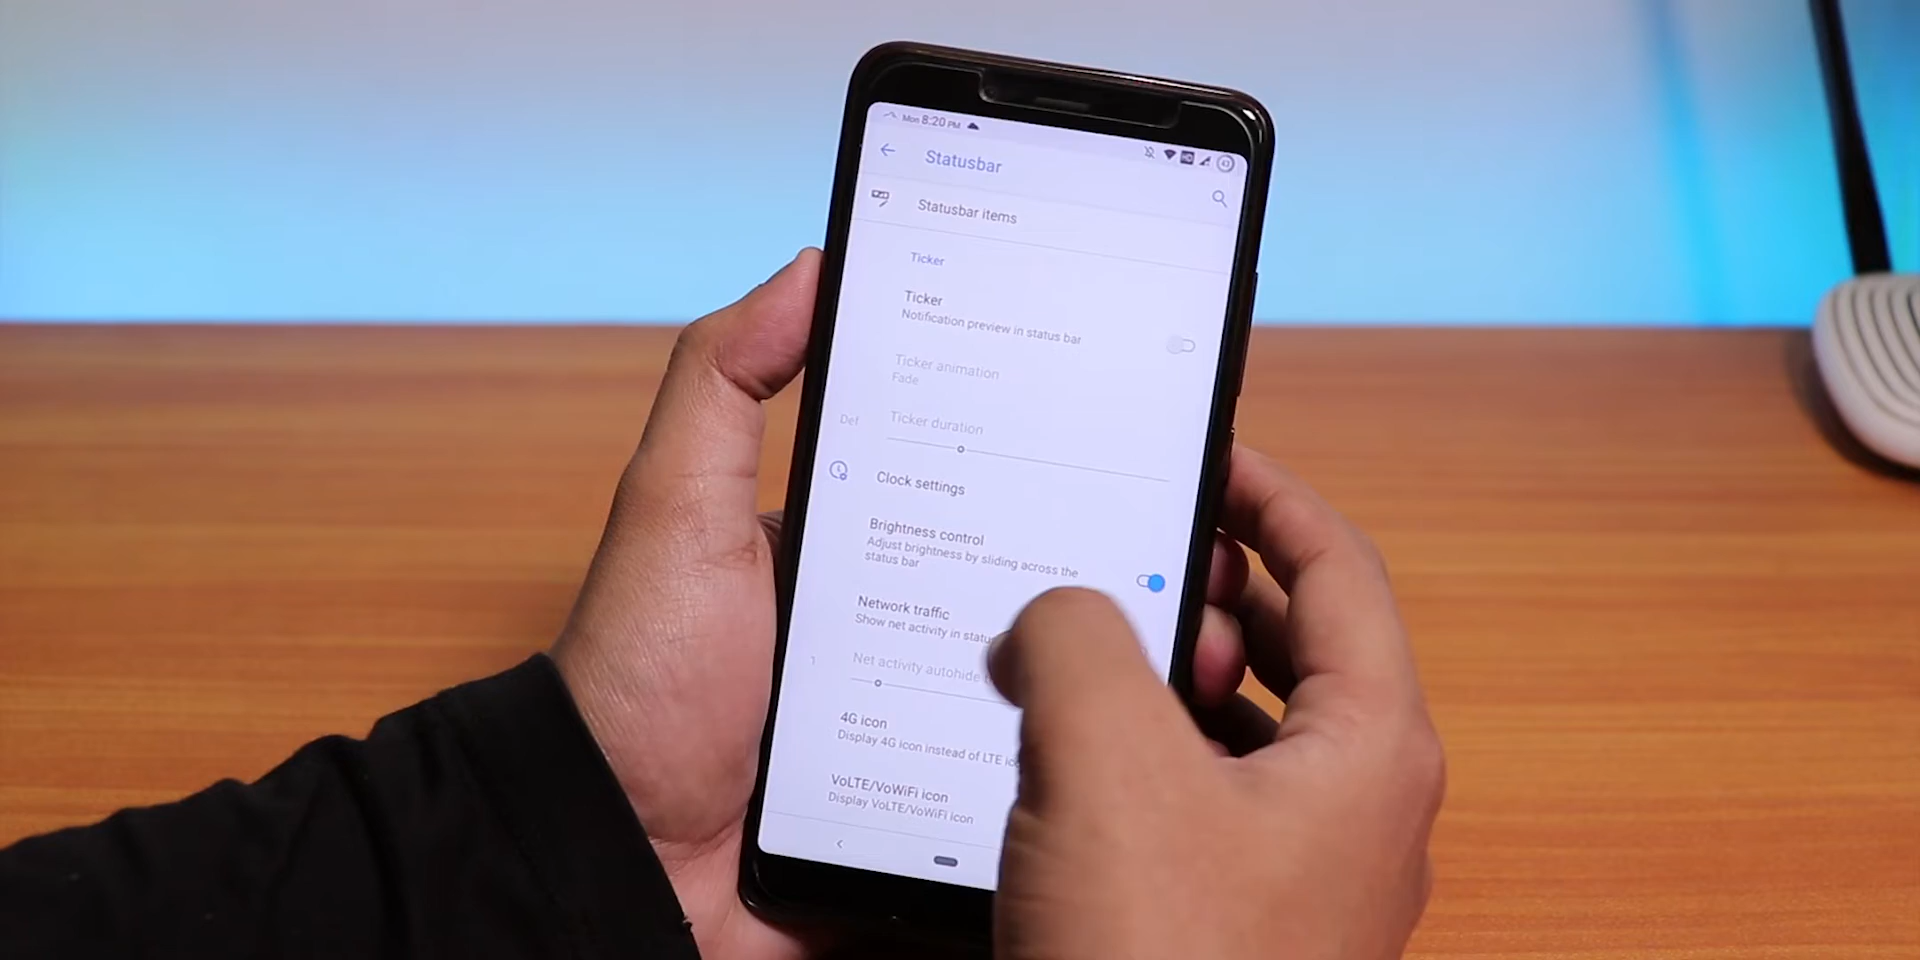 Mon 8:20 PM
Statusbar
Statusbar items
Ticker
Ticker
Notification preview in status bar
Ticker animation
Fade
Def
Ticker duration
Clock settings
Brightness control
Adjust brightness by sliding across the
status bar
Network traffic
Show net activity in
1
Net activity autohide
4G icon
Display 4G icon instead of LTE
VoLTE/VoWiFi icon
Display VoLTE/VoWiFi icon